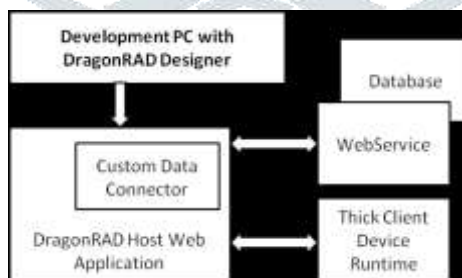 Development PC with
DragonRAD Designer
Database
WebService
Custom Data
Connector
DragonRAD Host Web
Application
Thick Client
Device
Runtime